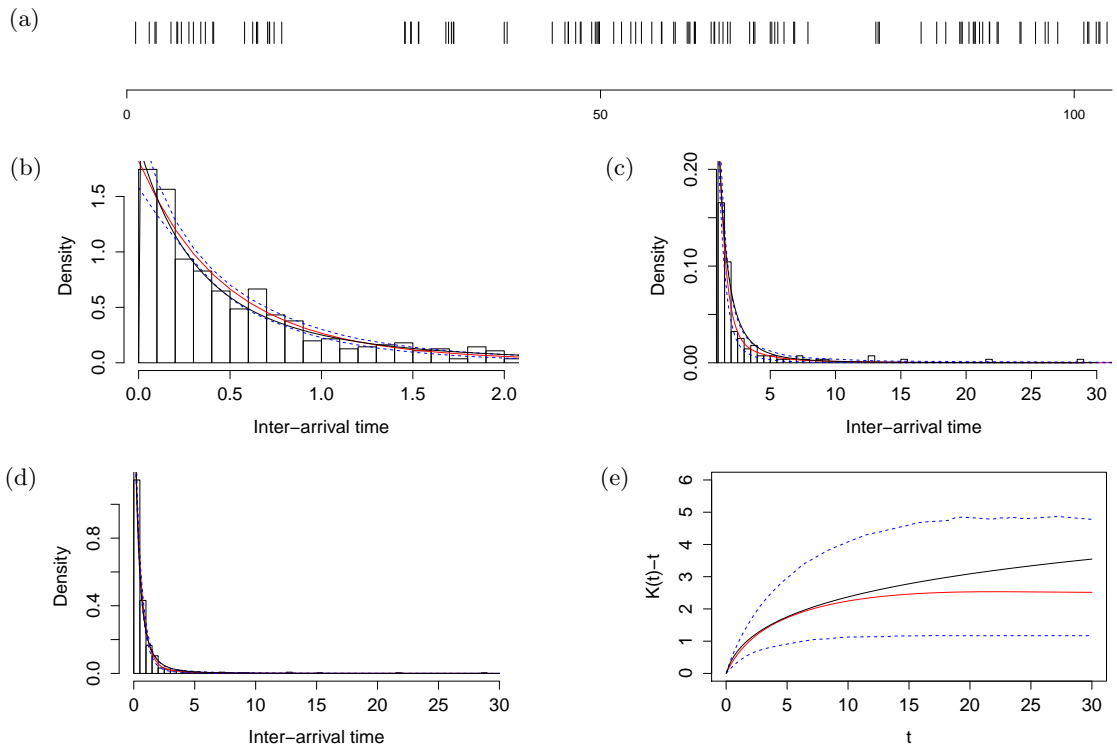 (a)
0 50 100
(b)
Density
0.0 0.5 1.0 1.5
0.0 0.5 1.0 1.5 2.0
Inter−arrival time
(c)
Density
0.00 0.10 0.20
5 10 15 20 25 30
Inter−arrival time
(d)
Density
0.0 0.4 0.8
0 5 10 15 20 25 30
Inter−arrival time
(e)
K(t)−t
0 1 2 3 4 5 6
0 5 10 15 20 25 30
t